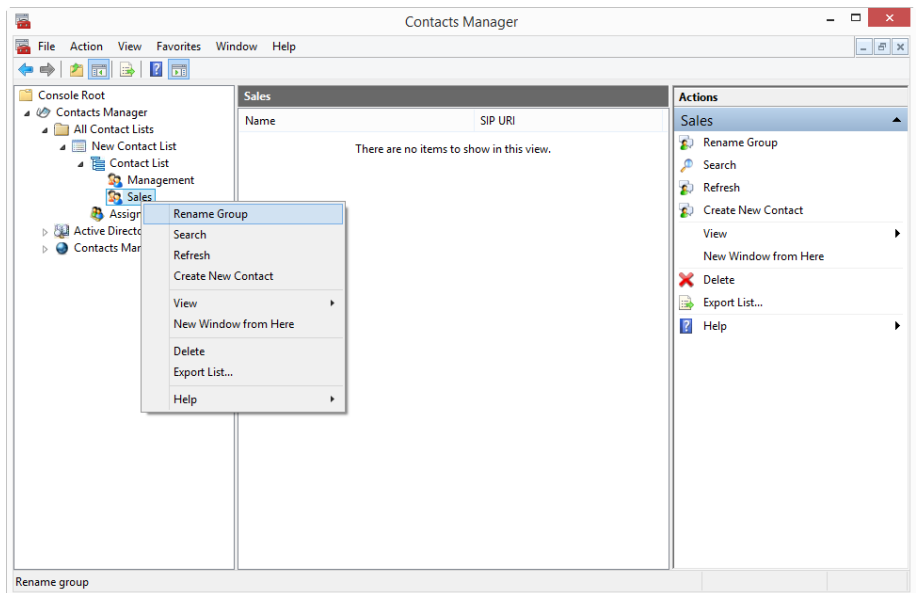 Contacts Manager
File Action View Favorites Window Help
Console Root
Contacts Manager
All Contact Lists
New Contact List
Contact List
Management
Sales
Assign
Active Directo
Contacts Mar
Rename Group
Search
Refresh
Create New Contact
View
New Window from Here
Delete
Export List...
Help
Sales
Name SIP URI
There are no items to show in this view.
Actions
Sales
Rename Group
Search
Refresh
Create New Contact
View
New Window from Here
Delete
Export List...
Help
Rename group